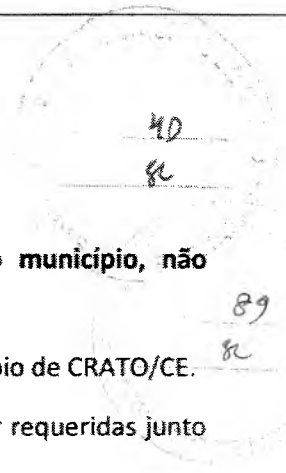 40
município, não
89
pio de CRATO/CE.
r requeridas junto